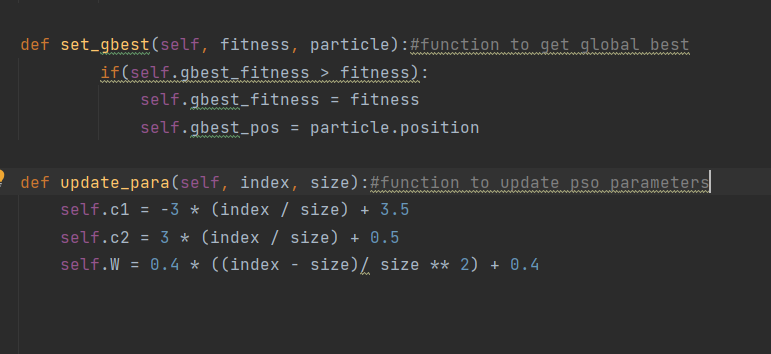 def set_gbest(self, fitness, particle):#function to get global best
if(self.gbest_fitness > fitness):
self.gbest_fitness = fitness
self.gbest_pos = particle.position
def update_para(self, index, size):#function to update pso parameters
self.c1 = -3 * (index / size) + 3.5
self.c2 = 3 * (index / size) + 0.5
self.W = 0.4 * ((index - size)/ size ** 2) + 0.4